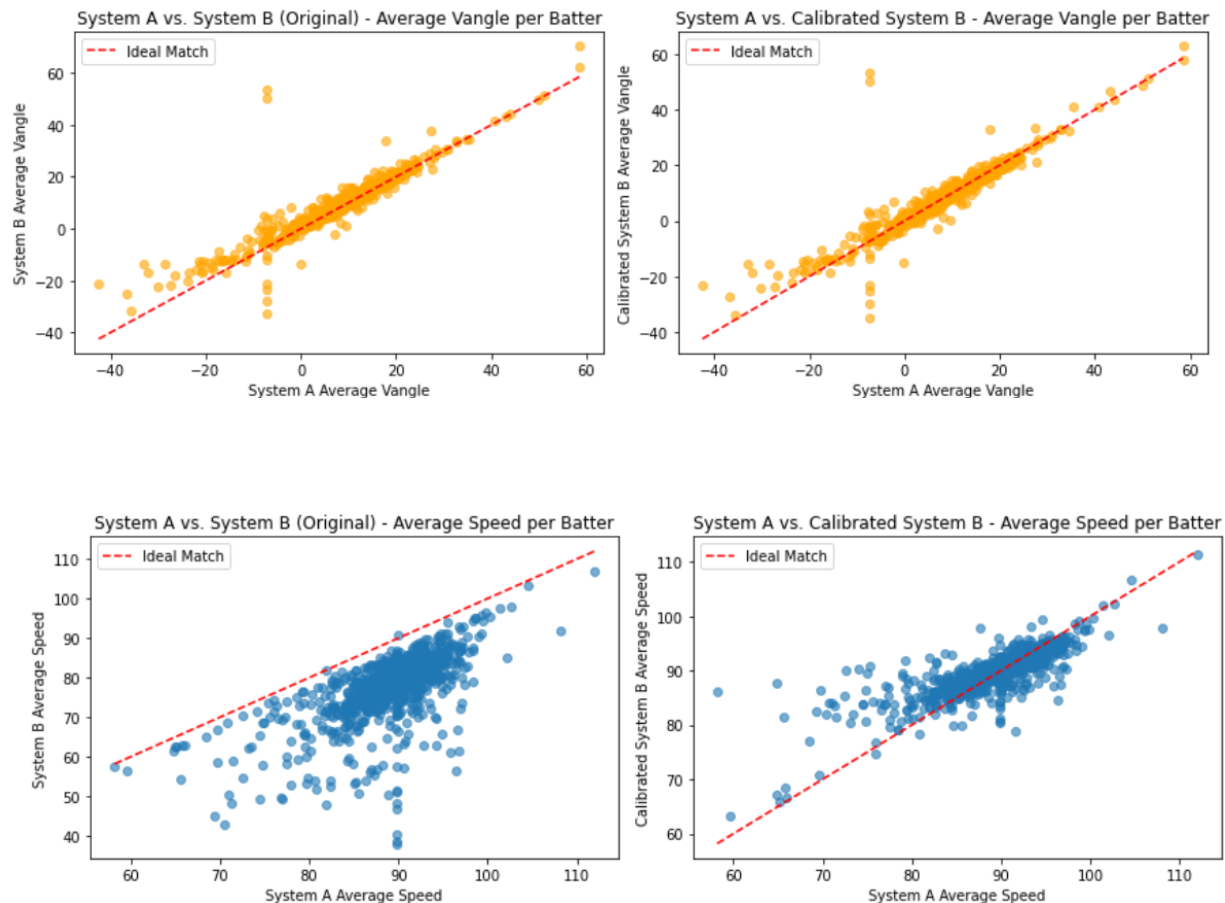 System A vs. System B (Original) - Average Vangle per Batter
Ideal Match
60
40
20
0
−20
−40
System B Average Vangle
−40 −20 0 20 40 60
System A Average Vangle
System A vs. Calibrated System B - Average Vangle per Batter
Ideal Match
60
40
20
0
−20
−40
Calibrated System B Average Vangle
−40 −20 0 20 40 60
System A Average Vangle
System A vs. System B (Original) - Average Speed per Batter
Ideal Match
110
100
90
80
70
60
50
40
System B Average Speed
60 70 80 90 100 110
System A Average Speed
System A vs. Calibrated System B - Average Speed per Batter
Ideal Match
110
100
90
80
70
60
Calibrated System B Average Speed
60 70 80 90 100 110
System A Average Speed